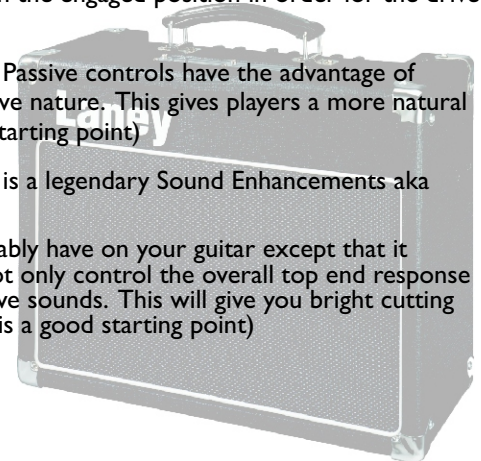 n the engaged position in order for the drive
Passive controls have the advantage of
ve nature. This gives players a more natural
tarting point)
Laney
is a legendary Sound Enhancements aka
ably have on your guitar except that it
ot only control the overall top end response
ve sounds. This will give you bright cutting
is a good starting point)